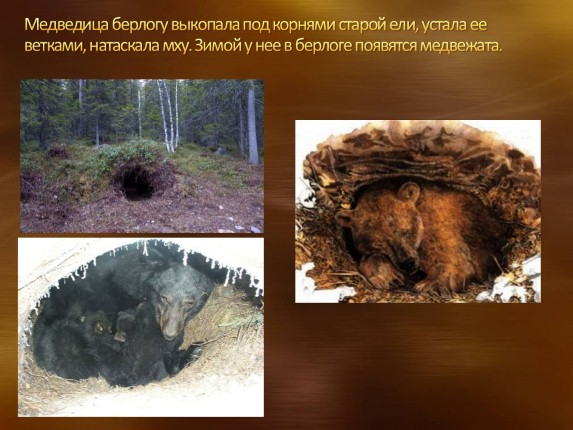 Медведица берлогу выкопала под корнями старой ели, устала ее
ветками, натаскала мху. Зимой у нее в берлоге появятся медвежата.